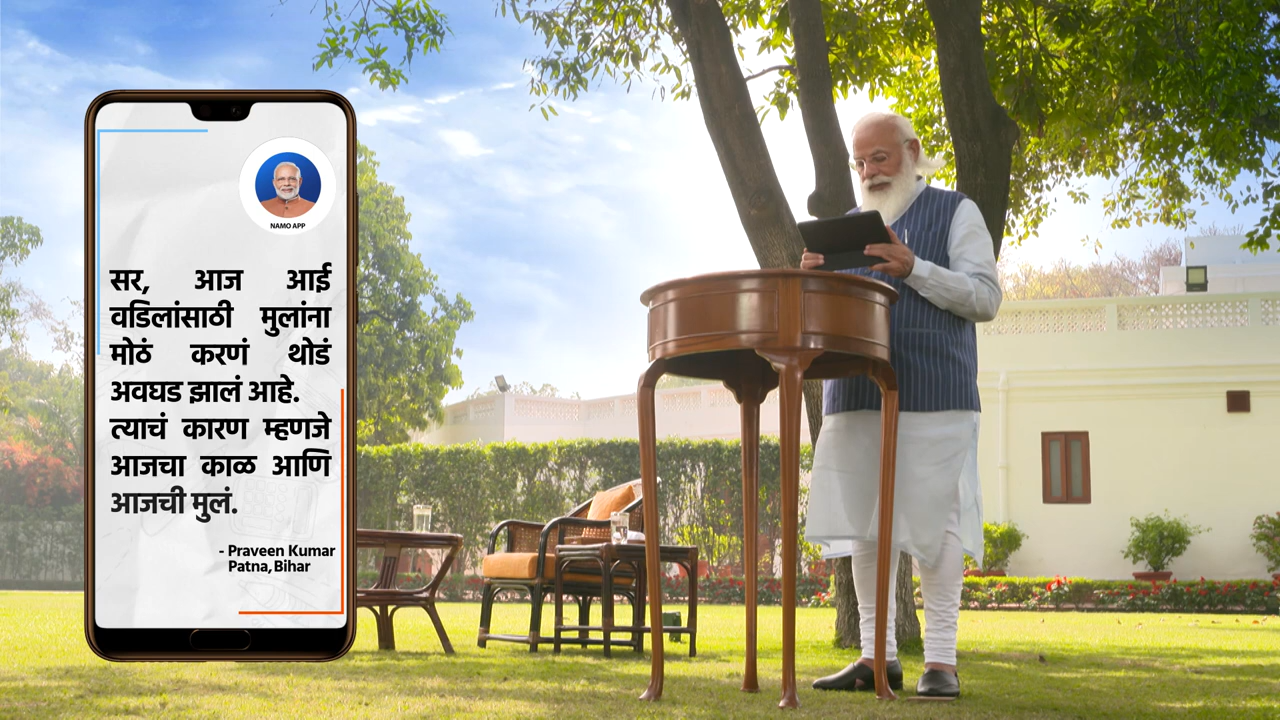 NAMO APP
सर, आज आई
वडिलांसाठी मुलांना
मोठं करणं थोडं
अवघड झालं आहे.
त्याचं कारण म्हणजे
आजचा काळ आणि
आजची मुलं.
- Praveen Kumar
Patna, Bihar